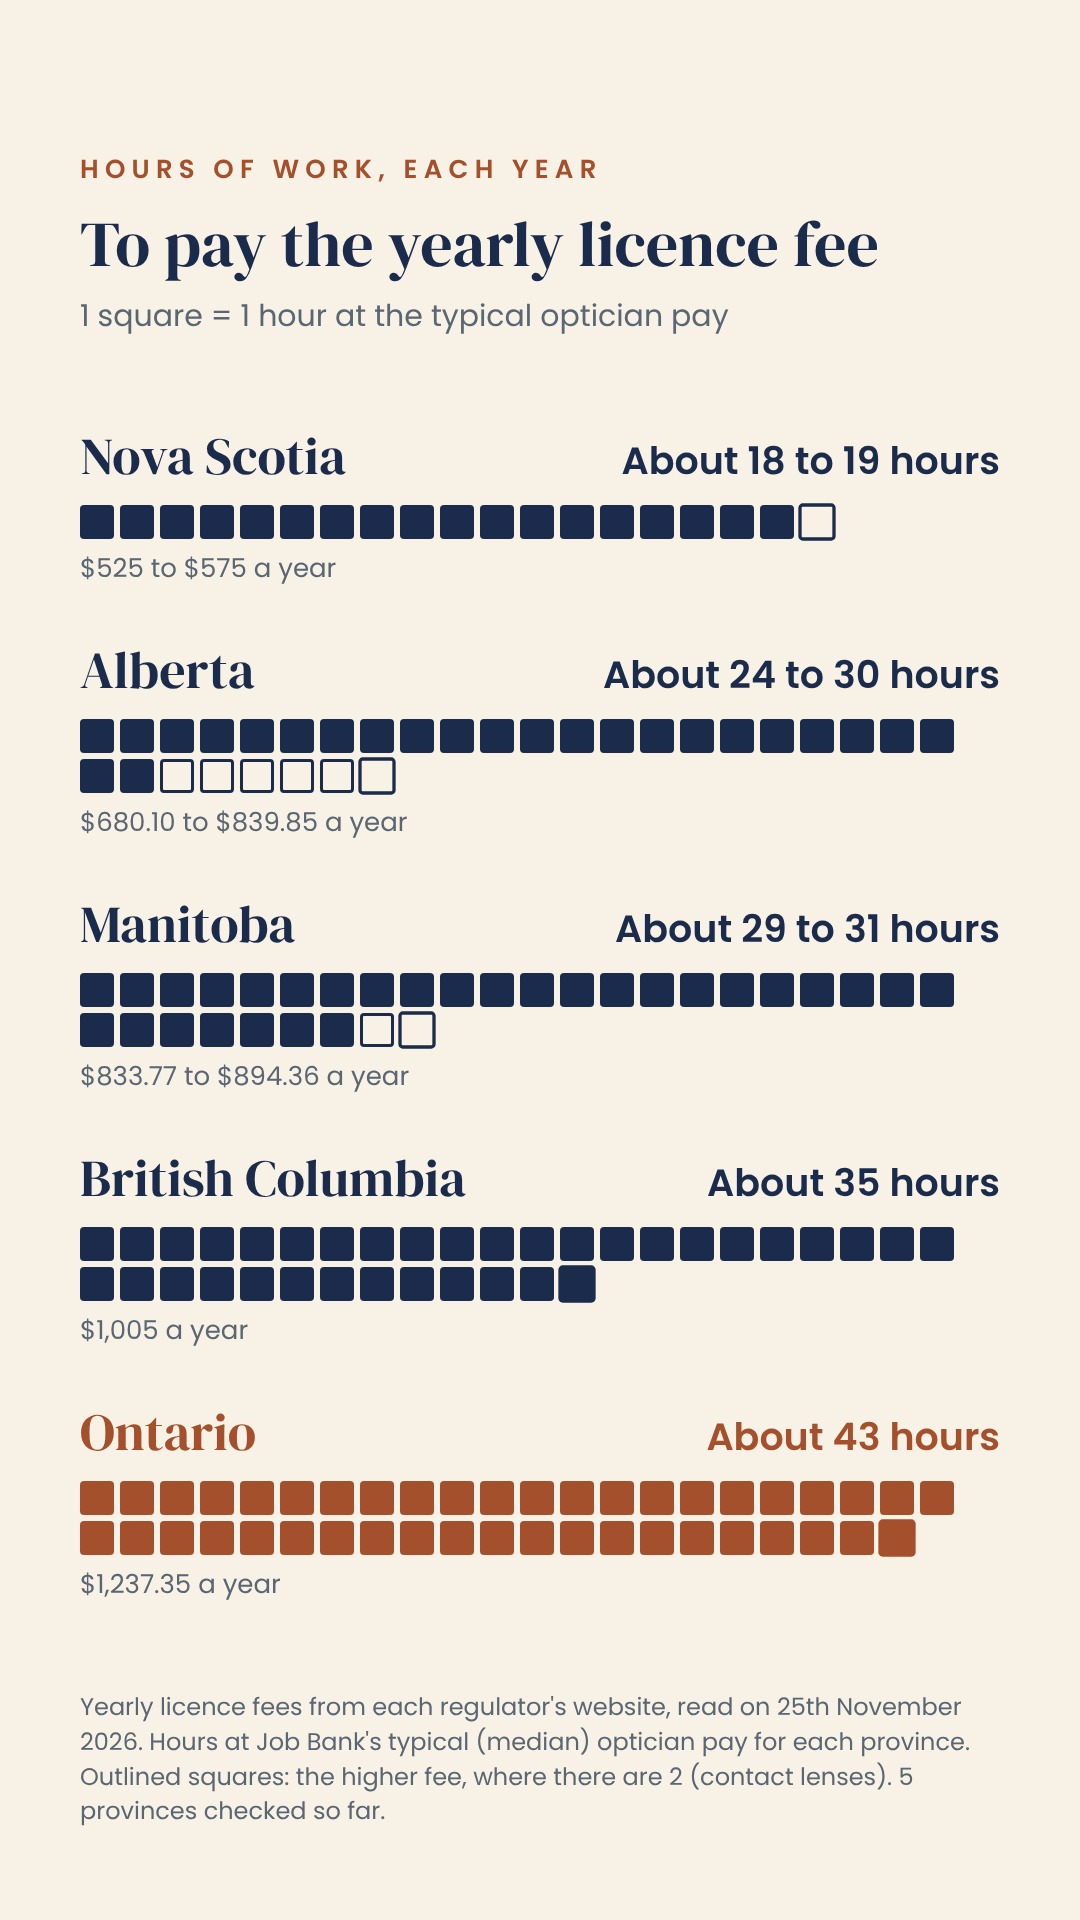 HOURS OF WORK, EACH YEAR
To pay the yearly licence fee
1 square = 1 hour at the typical optician pay
Nova Scotia
About 18 to 19 hours
$525 to $575 a year
Alberta
About 24 to 30 hours
$680.10 to $839.85 a year
Manitoba
About 29 to 31 hours
$833.77 to $894.36 a year
British Columbia
About 35 hours
$1,005 a year
Ontario
About 43 hours
$1,237.35 a year
Yearly licence fees from each regulator's website, read on 25th November
2026. Hours at Job Bank's typical (median) optician pay for each province.
Outlined squares: the higher fee, where there are 2 (contact lenses). 5
provinces checked so far.